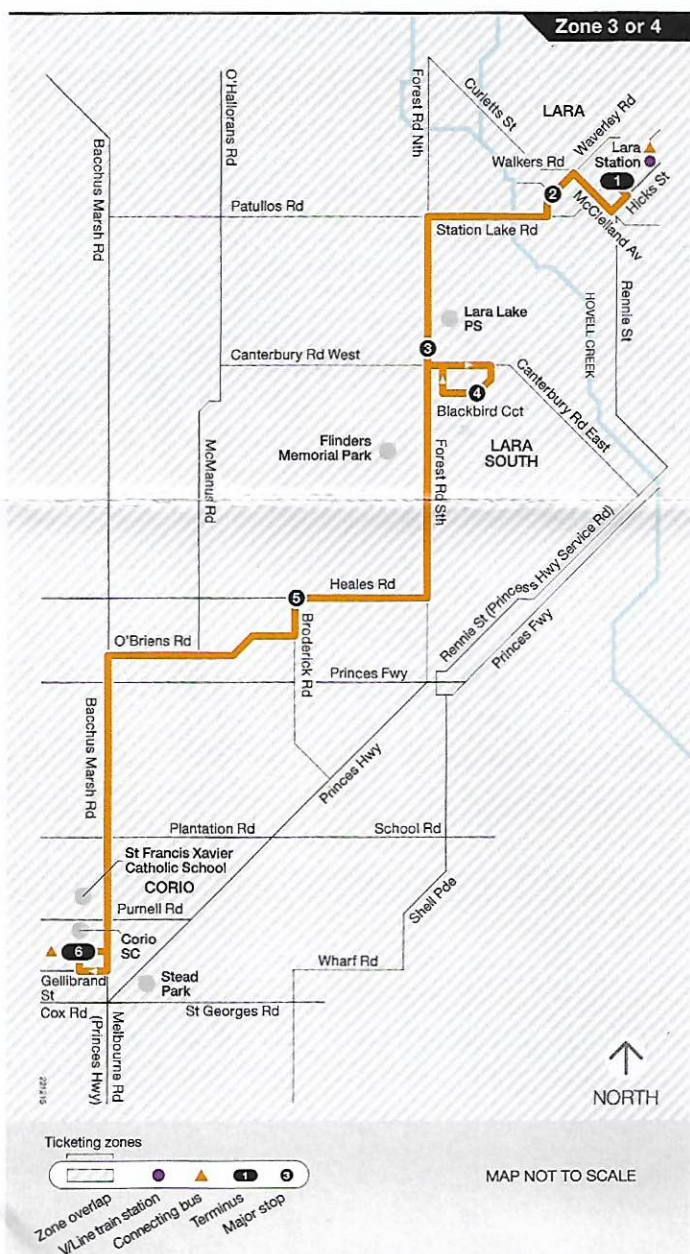 Zone 3 or 4
O'Hallorans Rd
Bacchus Marsh Rd
Forest Rd Nth
Curletts St
LARA
Waverley Rd
Walkers Rd
Lara
Station
1
Hicks St
2
McClelland Av
Patullos Rd
Station Lake Rd
Rennie St
HOVELL CREEK
Lara Lake
PS
3
Canterbury Rd West
Canterbury Rd East
4
Blackbird Cct
Flinders
Memorial Park
LARA
SOUTH
McManus Rd
Forest Rd Sth
Heales Rd
5
Rennie St (Princess Hwy Service Rd)
Princes Fwy
O'Briens Rd
Broderick Rd
Princes Fwy
Bacchus Marsh Rd
Princes Hwy
Plantation Rd
School Rd
St Francis Xavier
Catholic School
CORIO
Shell Pde
Purnell Rd
6
Corio
SC
Wharf Rd
Gellibrand
St
Stead
Park
Cox Rd
St Georges Rd
Melbourne Rd
(Princes Hwy)
NORTH
Ticketing zones
1
3
MAP NOT TO SCALE
Zone overlap
V/Line train station
Connecting bus
Terminus
Major stop